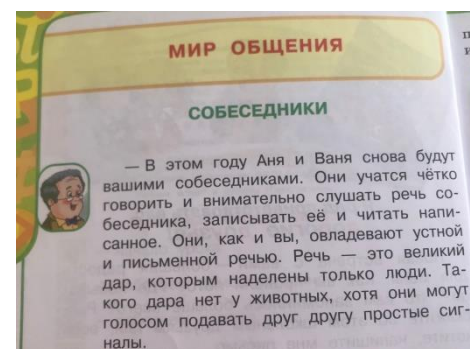 МИР ОБЩЕНИЯ
СОБЕСЕДНИКИ
— В этом году Аня и Ваня снова будут
вашими собеседниками. Они учатся чётко
говорить и внимательно слушать речь со-
беседника, записывать её и читать напи-
санное. Они, как и вы, овладевают устной
и письменной речью. Речь — это великий
дар, которым наделены только люди. Та-
кого дара нет у животных, хотя они могут
голосом подавать друг другу простые сиг-
налы.